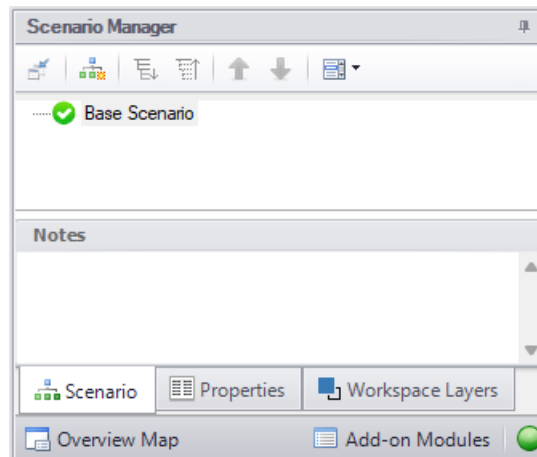 Scenario Manager
Base Scenario
Notes
Scenario Properties Workspace Layers
Overview Map Add-on Modules